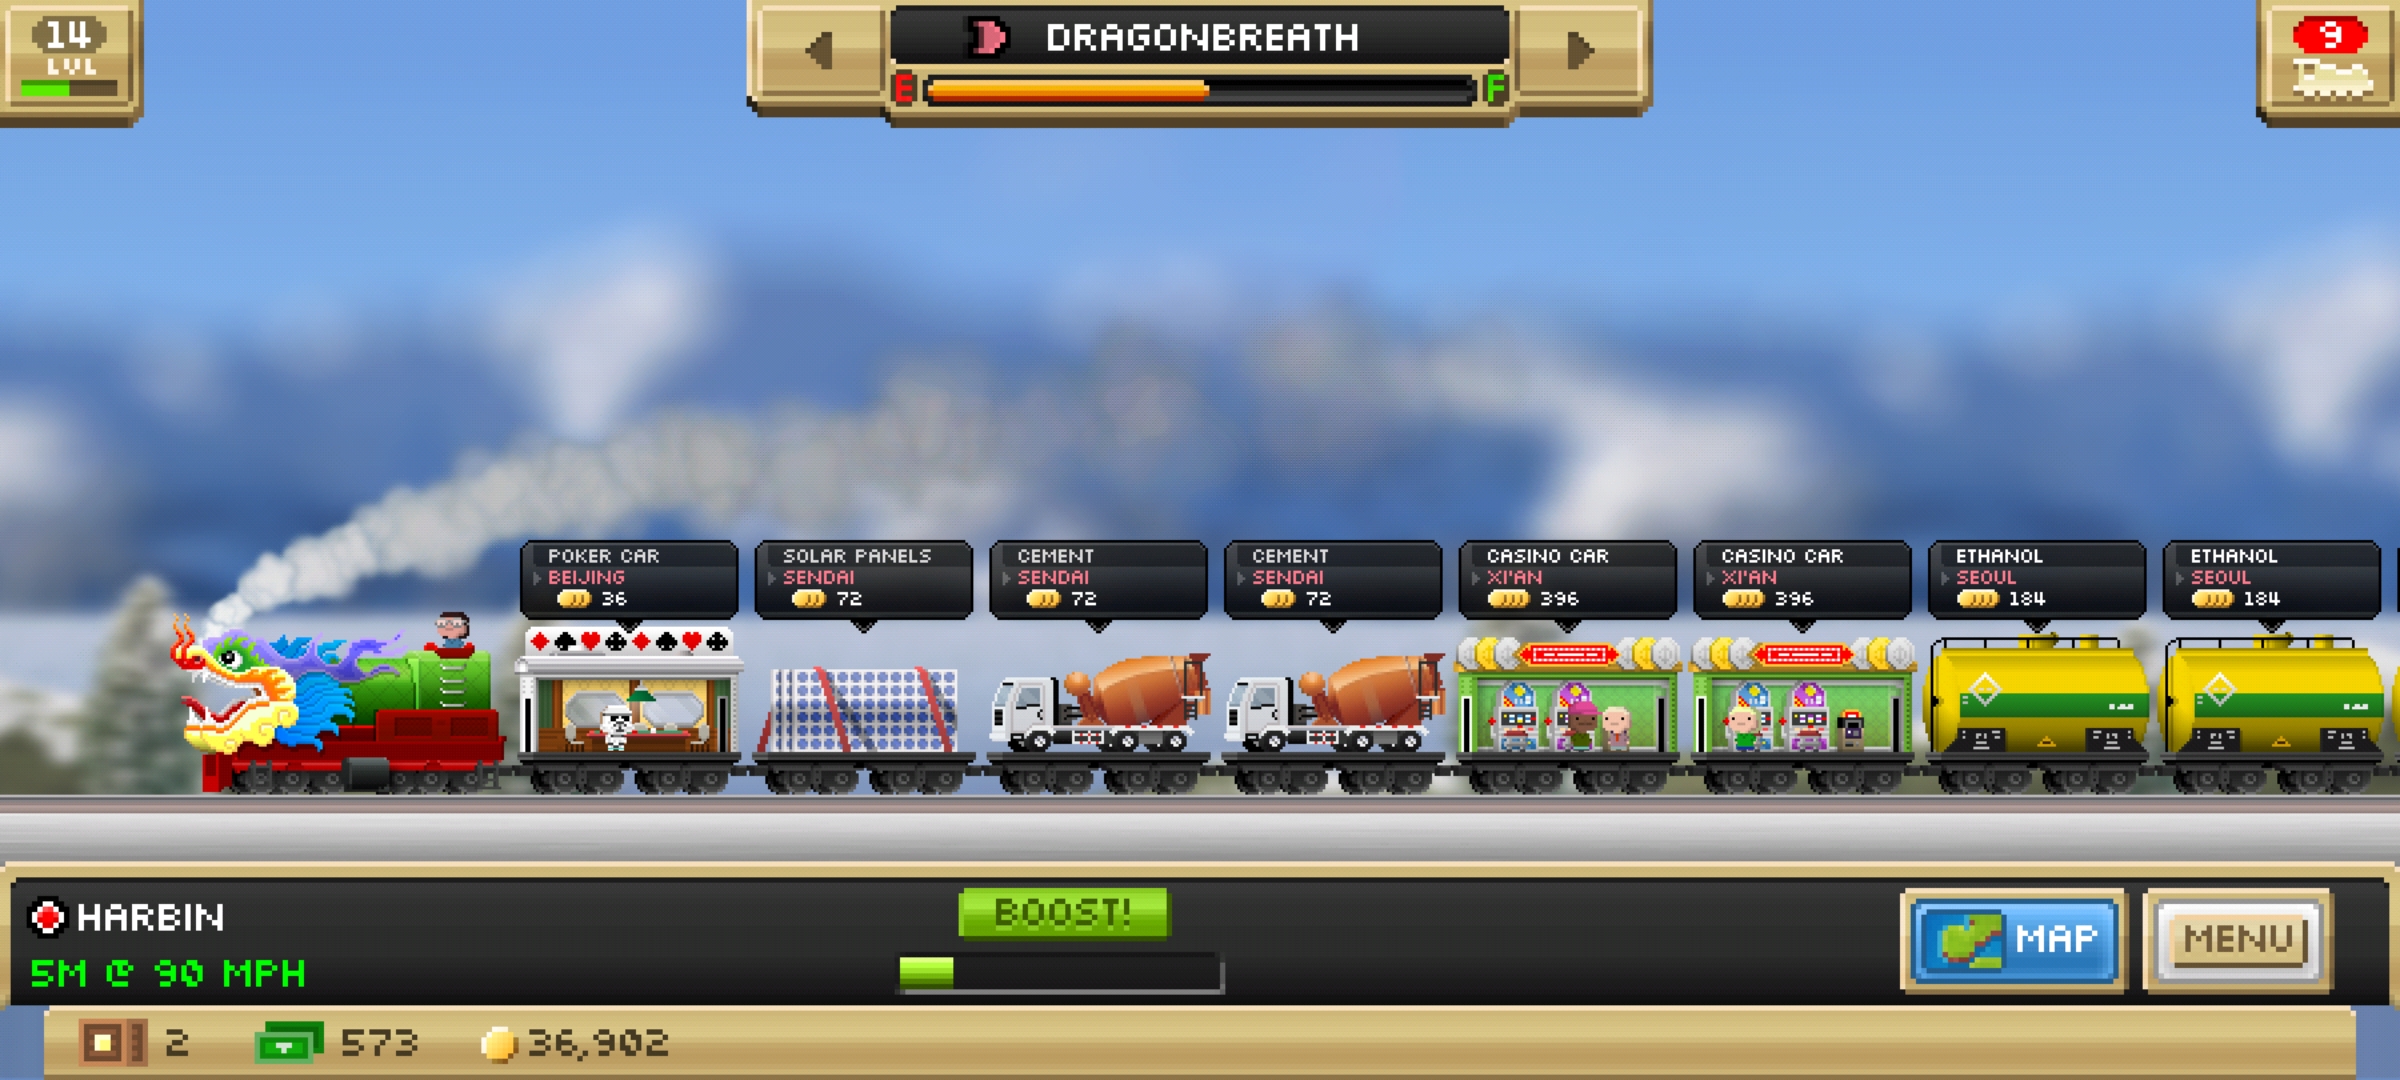 14
LVL
DRAGONBREATH
E
F
9
POKER CAR
BEIJING
36
SOLAR PANELS
SENDAI
72
CEMENT
SENDAI
72
CEMENT
SENDAI
72
CASINO CAR
XI'AN
396
CASINO CAR
XI'AN
396
ETHANOL
SEOUL
184
ETHANOL
SEOUL
184
HARBIN
5M @ 90 MPH
BOOST!
MAP
MENU
2
573
36,902